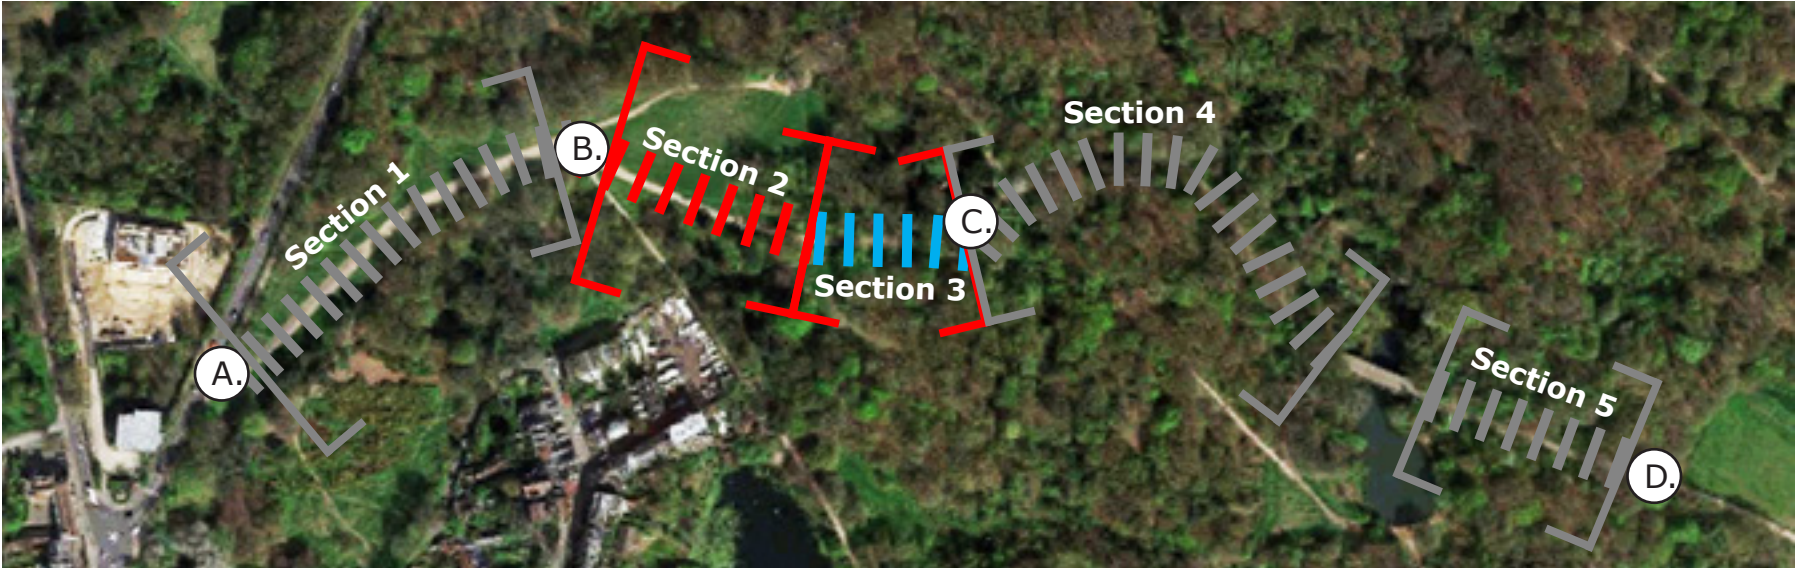 A.
Section 1
B.
Section 2
Section 3
C.
Section 4
Section 5
D.